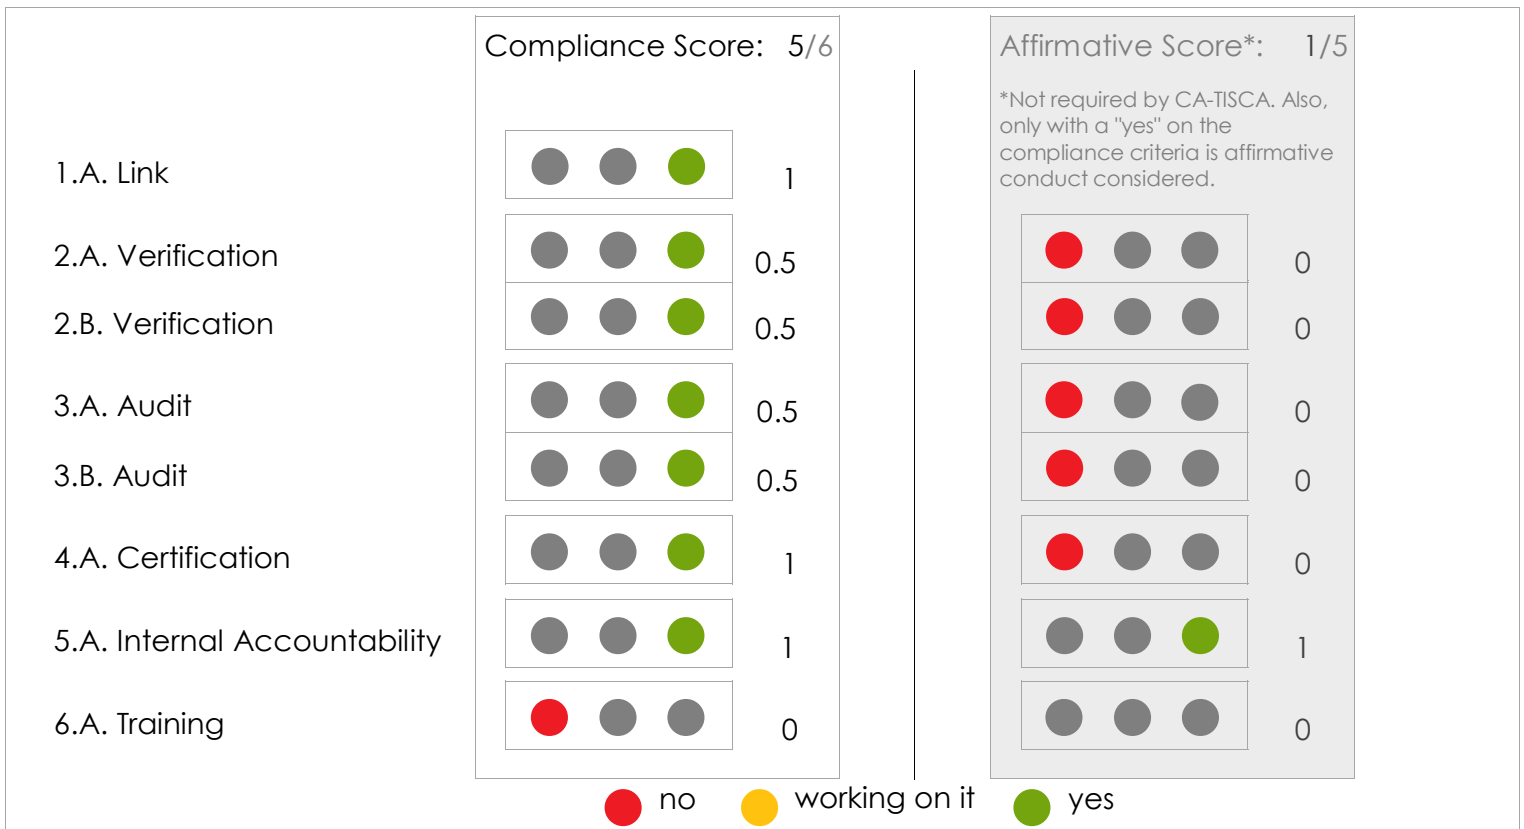 Compliance Score: 5/6
Affirmative Score*: 1/5
*Not required by CA-TISCA. Also,
only with a "yes" on the
compliance criteria is affirmative
conduct considered.
1.A. Link 1
2.A. Verification 0.5 0
2.B. Verification 0.5 0
3.A. Audit 0.5 0
3.B. Audit 0.5 0
4.A. Certification 1 0
5.A. Internal Accountability 1 1
6.A. Training 0 0
no working on it yes